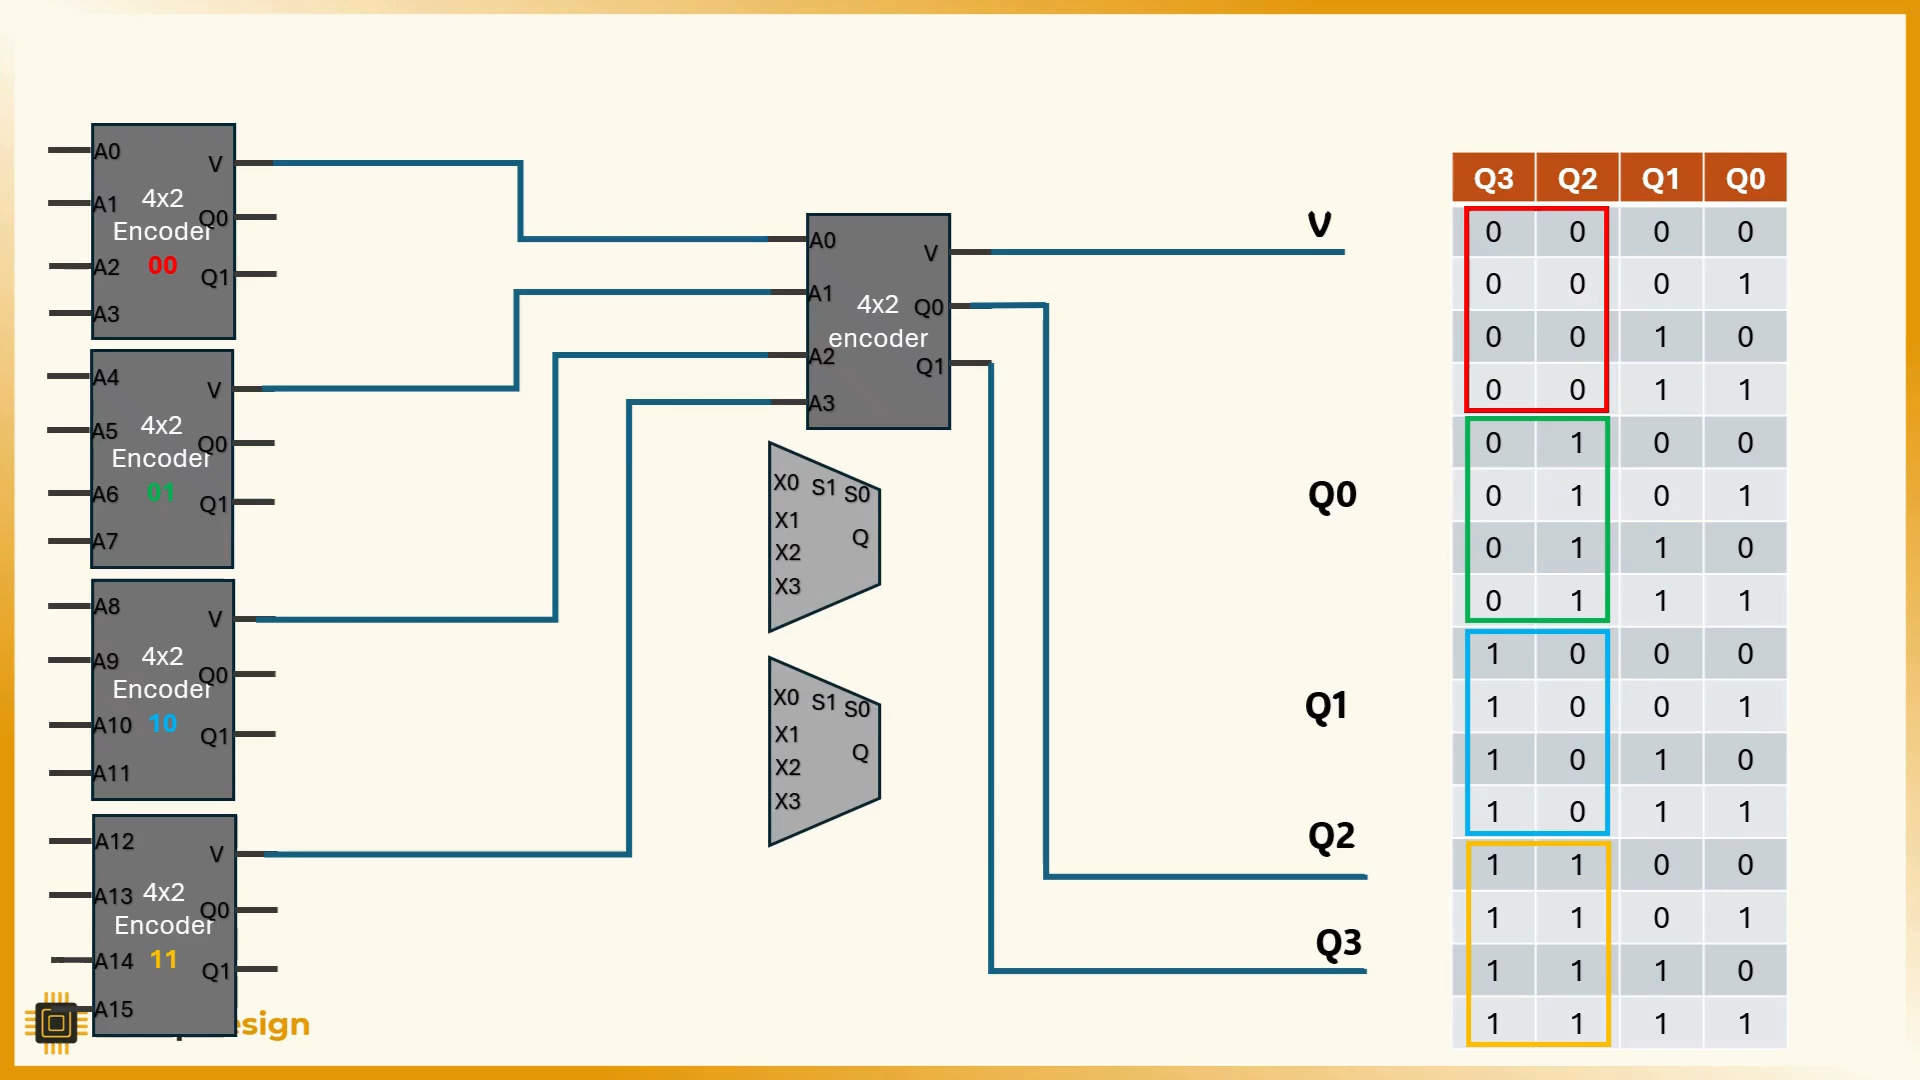 A0
V
4x2
A1
Q0
Encoder
A2
00
Q1
A3
A4
V
4x2
A5
Q0
Encoder
A6
01
Q1
A7
A8
V
4x2
A9
Q0
Encoder
A10
10
Q1
A11
A12
V
4x2
A13
Q0
Encoder
A14
11
Q1
A15
esign
A0
V
A1
4x2
Q0
encoder
A2
Q1
A3
X0 S1 S0
X1
Q
X2
X3
X0 S1 S0
X1
Q
X2
X3
V
Q0
Q1
Q2
Q3
Q3 Q2 Q1 Q0
0 0 0 0
0 0 0 1
0 0 1 0
0 0 1 1
0 1 0 0
0 1 0 1
0 1 1 0
0 1 1 1
1 0 0 0
1 0 0 1
1 0 1 0
1 0 1 1
1 1 0 0
1 1 0 1
1 1 1 0
1 1 1 1